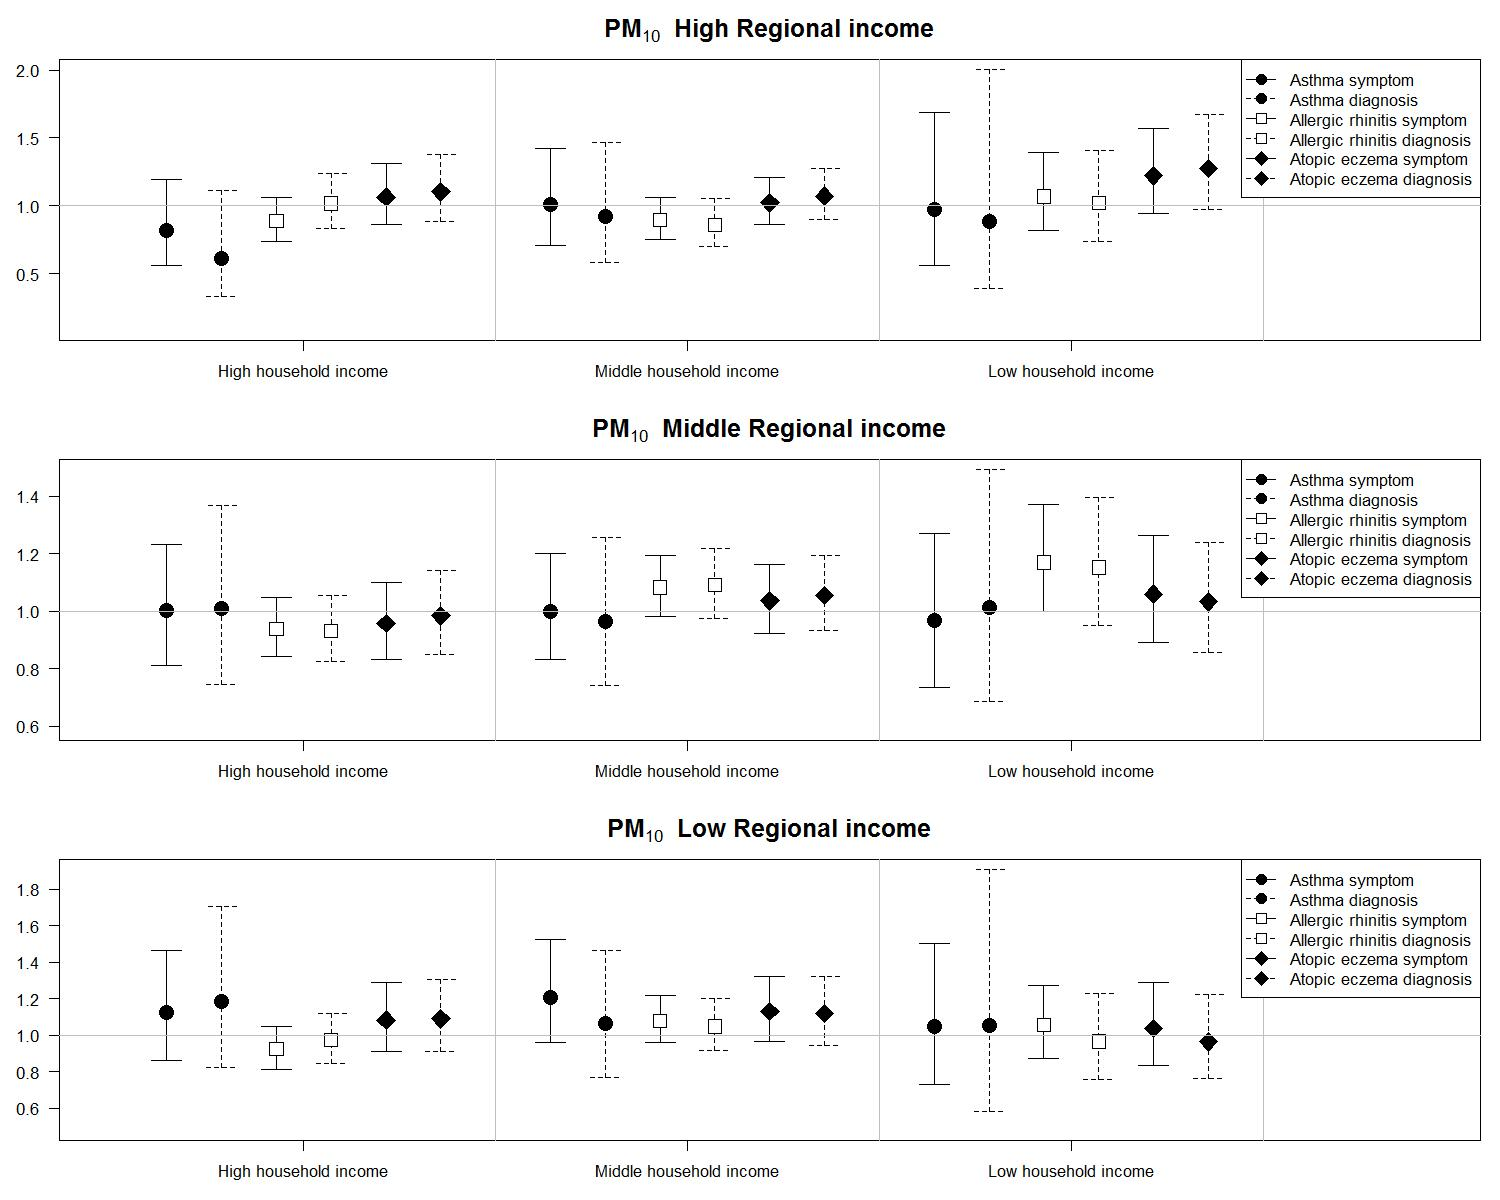 PM10 High Regional income
2.0
1.5
1.0
0.5
Asthma symptom
Asthma diagnosis
Allergic rhinitis symptom
Allergic rhinitis diagnosis
Atopic eczema symptom
Atopic eczema diagnosis
High household income
Middle household income
Low household income
PM10 Middle Regional income
1.4
1.2
1.0
0.8
0.6
Asthma symptom
Asthma diagnosis
Allergic rhinitis symptom
Allergic rhinitis diagnosis
Atopic eczema symptom
Atopic eczema diagnosis
High household income
Middle household income
Low household income
PM10 Low Regional income
1.8
1.6
1.4
1.2
1.0
0.8
0.6
Asthma symptom
Asthma diagnosis
Allergic rhinitis symptom
Allergic rhinitis diagnosis
Atopic eczema symptom
Atopic eczema diagnosis
High household income
Middle household income
Low household income